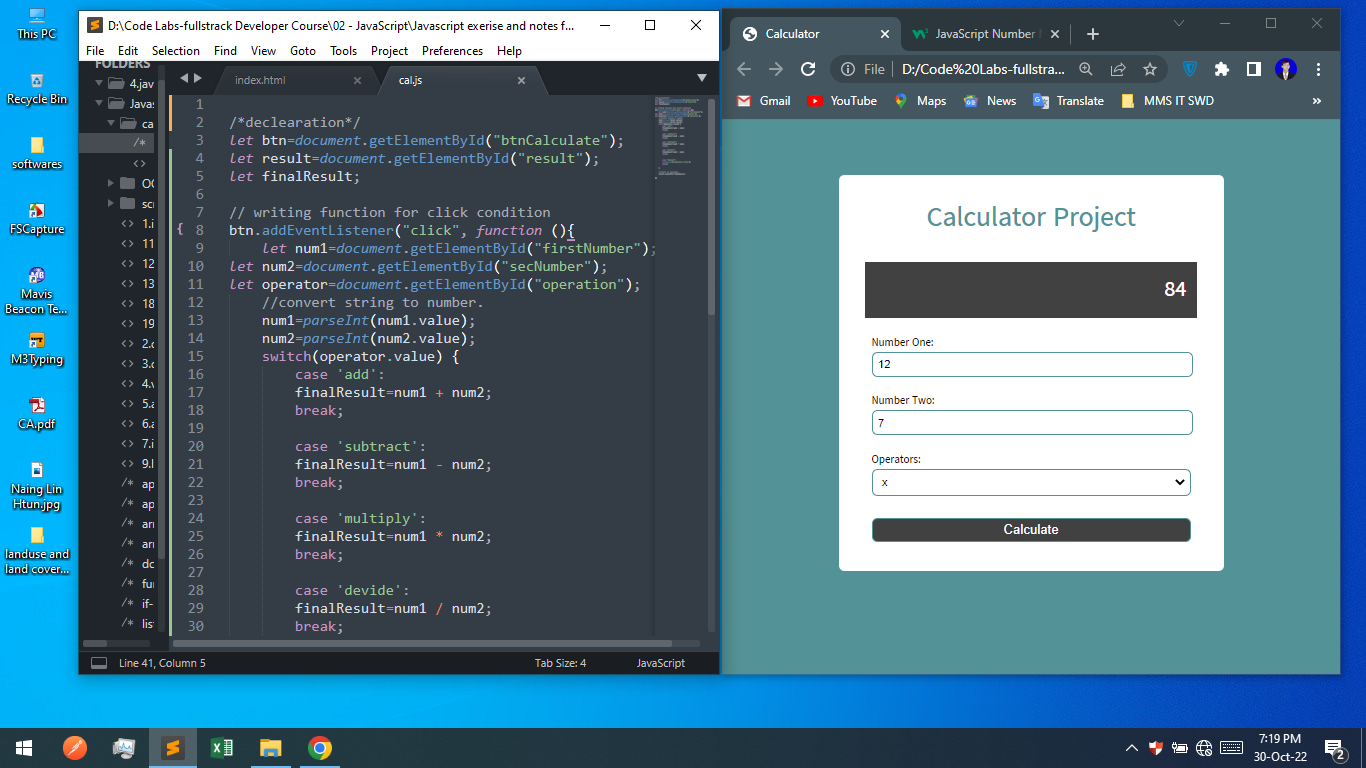 This PC
Recycle Bin
softwares
FSCapture
Mavis
Beacon Te...
M3Typing
CA.pdf
Naing Lin
Htun.jpg
landuse and
land cover...
D:\Code Labs-fullstrack Developer Course\02 - JavaScript\Javascript exerise and notes f...
File Edit Selection Find View Goto Tools Project Preferences Help
FOLDERS
4.jav
Javas
ca
/*
<>
OC
scr
<> 1.i
<> 11
<> 12
<> 13
<> 18
<> 19
<> 2.c
<> 3.c
<> 4.v
<> 5.a
<> 6.a
<> 7.i
<> 9.l
/* ap
/* ap
/* arr
/* arr
/* do
/* fur
/* if-
/* lis
index.html
cal.js
1
2 /*declearation*/
3 let btn=document.getElementById("btnCalculate");
4 let result=document.getElementById("result");
5 let finalResult;
6
7 // writing function for click condition
{ 8 btn.addEventListener("click", function (){
9 let num1=document.getElementById("firstNumber");
10 let num2=document.getElementById("secNumber");
11 let operator=document.getElementById("operation");
12 //convert string to number.
13 num1=parseInt(num1.value);
14 num2=parseInt(num2.value);
15 switch(operator.value) {
16 case 'add':
17 finalResult=num1 + num2;
18 break;
19
20 case 'subtract':
21 finalResult=num1 - num2;
22 break;
23
24 case 'multiply':
25 finalResult=num1 * num2;
26 break;
27
28 case 'devide':
29 finalResult=num1 / num2;
30 break;
Line 41, Column 5
Tab Size: 4
JavaScript
Calculator
JavaScript Number
File D:/Code%20Labs-fullstra...
Gmail YouTube Maps News Translate MMS IT SWD »
Calculator Project
84
Number One:
12
Number Two:
7
Operators:
x
Calculate
7:19 PM
30-Oct-22
2